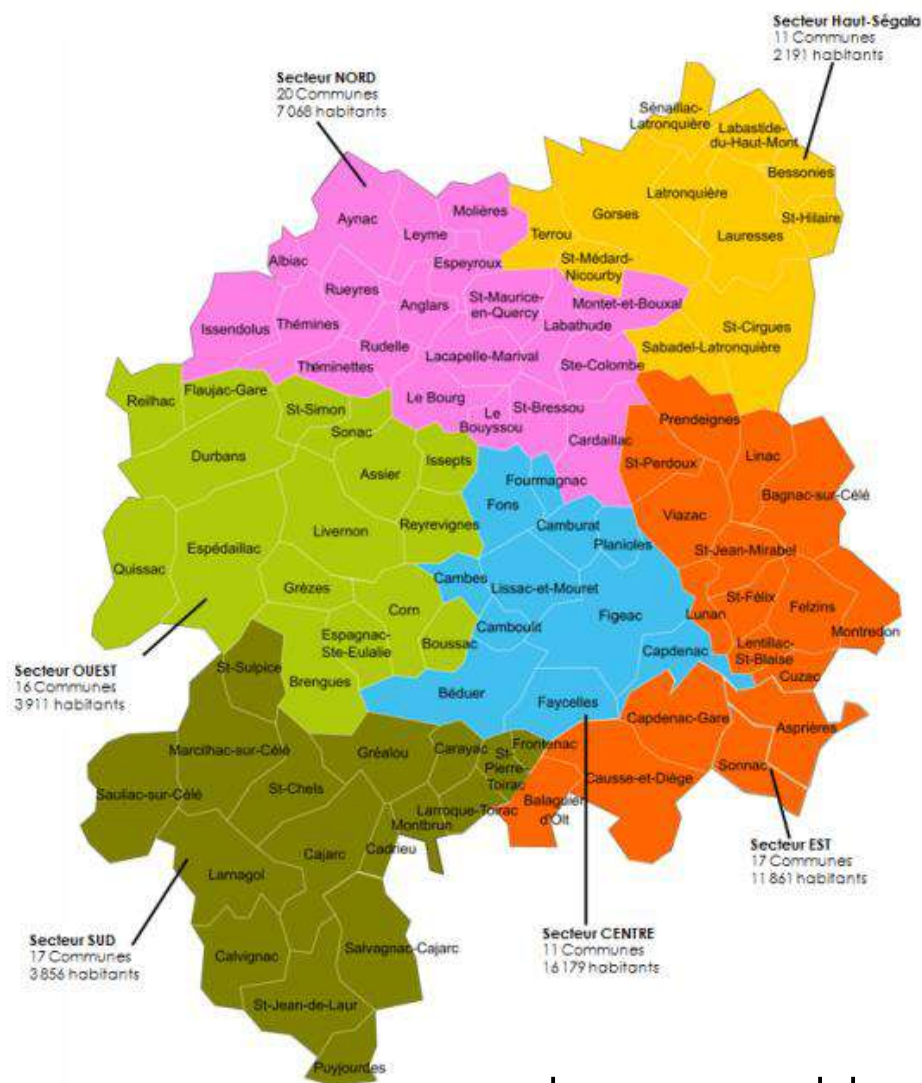 Secteur Haut-Ségala
11 Communes
2 191 habitants
Secteur NORD
20 Communes
7 068 habitants
Sénaillac-
Latronquière
Labastide-
du-Haut-Mont
Bessonies
Latronquière
St-Hilaire
Gorses
Lauresses
Terrou
St-Médard-
Nicourby
St-Cirgues
Sabadel-Latronquière
Molières
Aynac
Leyme
Espeyroux
Albiac
Rueyres
Anglars
St-Maurice-
en-Quercy
Montet-et-Bouxal
Issendolus
Thémines
Labathude
Rudelle
Lacapelle-Marival
Ste-Colombe
Théminettes
Le Bourg
Le
Bouyssou
St-Bressou
Cardaillac
Reilhac
Flaujac-Gare
St-Simon
Sonac
Durbans
Assier
Issepts
Livernon
Reyrevignes
Espédaillac
Quissac
Grèzes
Corn
Espagnac-
Ste-Eulalie
Boussac
Brengues
Fourmagnac
Fons
Camburat
Planioles
Cambes
Lissac-et-Mouret
Figeac
Camboulit
Capdenac
Béduer
Faycelles
Prendeignes
St-Perdoux
Linac
Bagnac-sur-Célé
Viazac
St-Jean-Mirabel
St-Félix
Felzins
Lunan
Montredon
Lentillac-
St-Blaise
Cuzac
Capdenac-Gare
Asprières
Sonnac
Causse-et-Diège
Balaguier
d'Olt
Secteur OUEST
16 Communes
3 911 habitants
St-Sulpice
Marcilhac-sur-Célé
Gréalou
Carayac
Frontenac
St-
Pierre-
Toirac
Sauliac-sur-Célé
St-Chels
Larroque-Toirac
Montbrun
Cajarc
Cadrieu
Larnagol
Calvignac
Salvagnac-Cajarc
St-Jean-de-Laur
Puyjourdes
Secteur EST
17 Communes
11 861 habitants
Secteur CENTRE
11 Communes
16 179 habitants
Secteur SUD
17 Communes
3 856 habitants